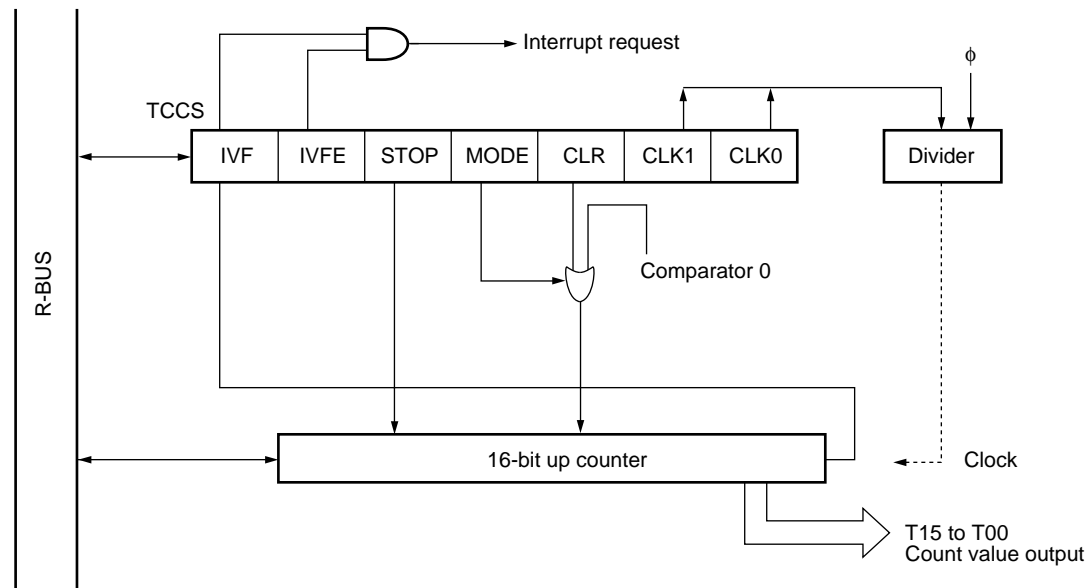 Interrupt request
φ
TCCS
IVF IVFE STOP MODE CLR CLK1 CLK0
Divider
Comparator 0
R-BUS
16-bit up counter
Clock
T15 to T00
Count value output